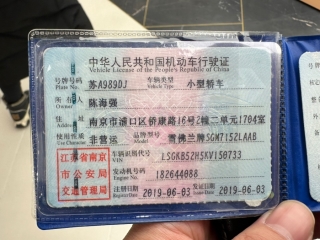 中华人民共和国机动车行驶证
Vehicle License of the People's Republic of China
号牌号码 苏A989DJ 车辆类型 小型轿车
Plate No. Vehicle Type
所有人 陈海强
Owner
住址 南京市浦口区侨康路16号2幢二单元1704室
Address
使用性质 非营运 品牌型号 雪佛兰牌SGM7152LAAB
Use Character Model
江苏省南京
市公安局
交通管理局
车辆识别代号 LSGKB52H5KV150733
VIN
发动机号码 182644088
Engine No.
注册日期 2019-06-03 发证日期 2019-06-03
Register Date Issue Date